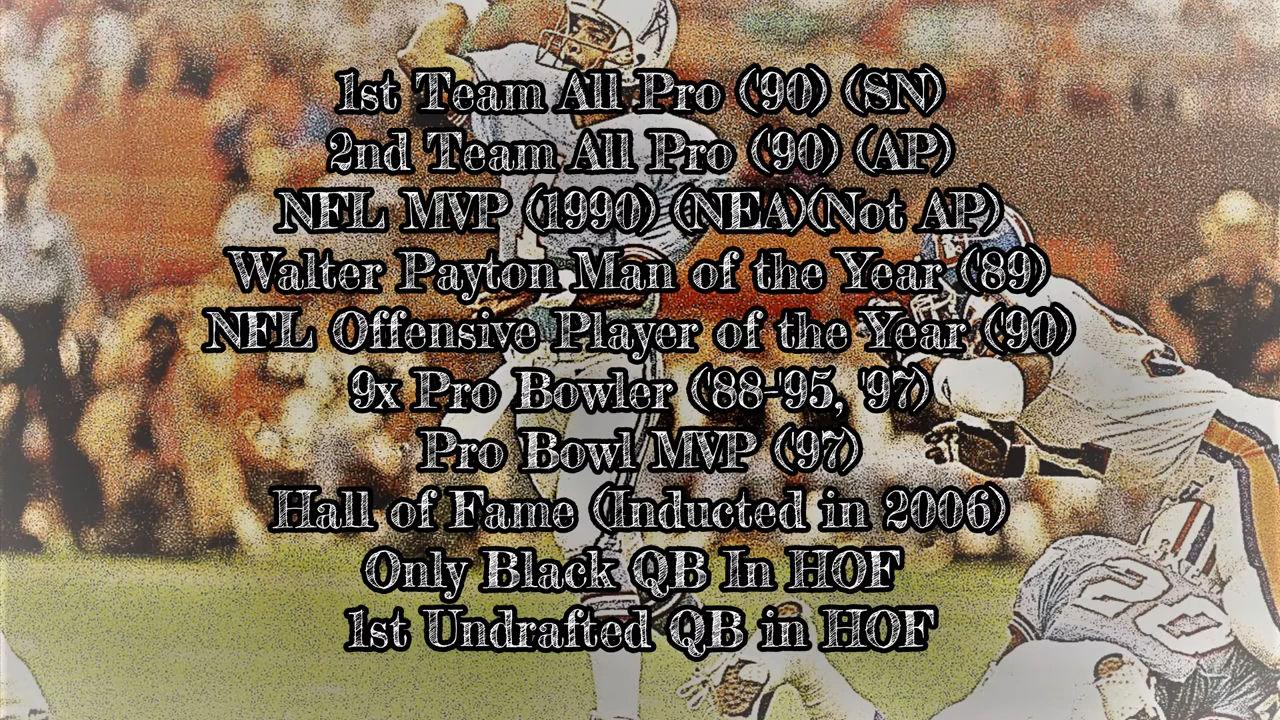 1st Team All Pro ('90) (SN)
2nd Team All Pro ('90) (AP)
NFL MVP (1990) (NEA)(Not AP)
Walter Payton Man of the Year ('89)
NFL Offensive Player of the Year ('90)
9x Pro Bowler ('88-'95, '97)
Pro Bowl MVP ('97)
Hall of Fame (Inducted in 2006)
Only Black QB In HOF
1st Undrafted QB in HOF